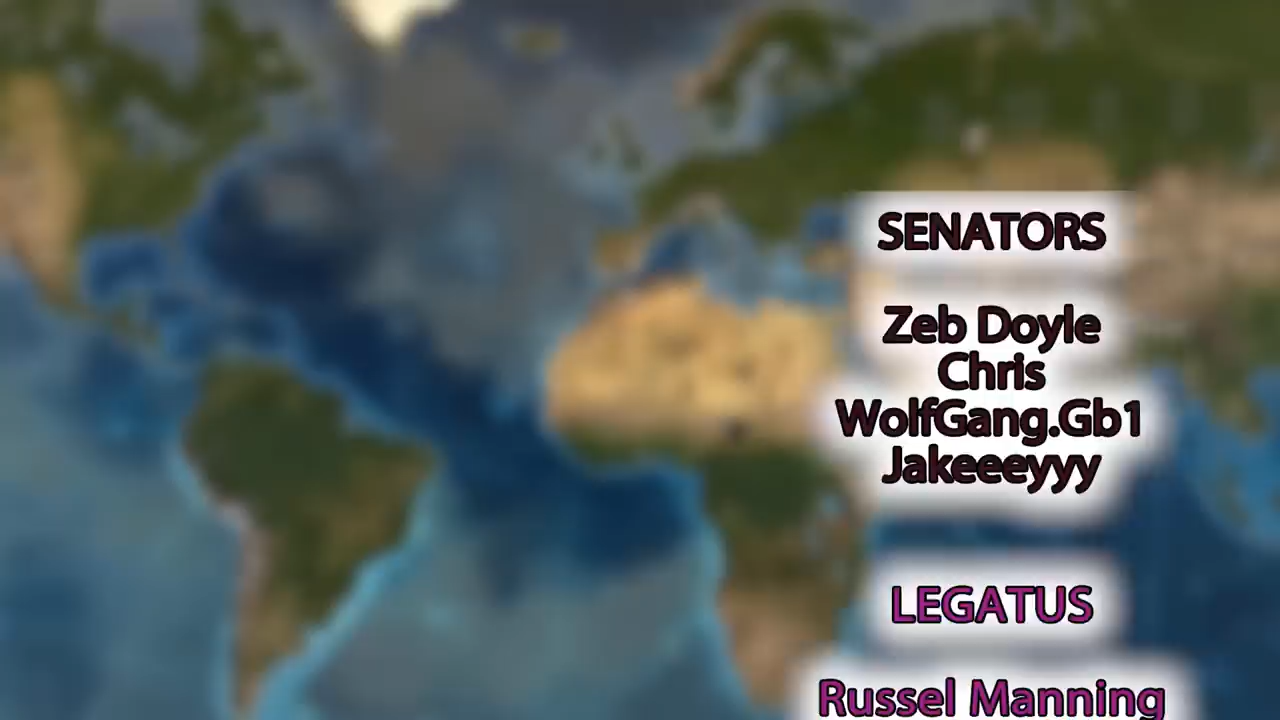 SENATORS
Zeb Doyle
Chris
WolfGang.Gb1
Jakeeeyyy
LEGATUS
Russel Manning